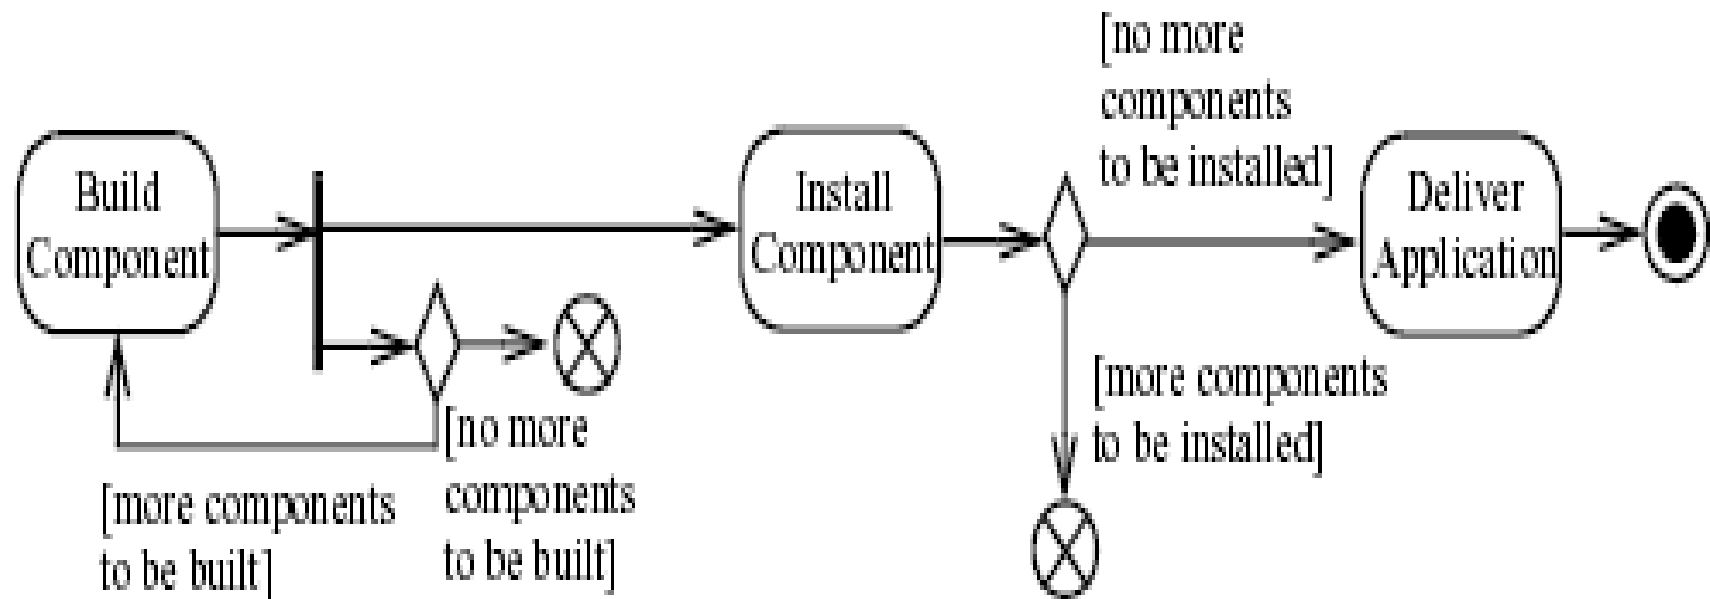 Build
Component
Install
Component
[no more
components
to be installed]
Deliver
Application
[more components
to be built]
[no more
components
to be built]
[more components
to be installed]